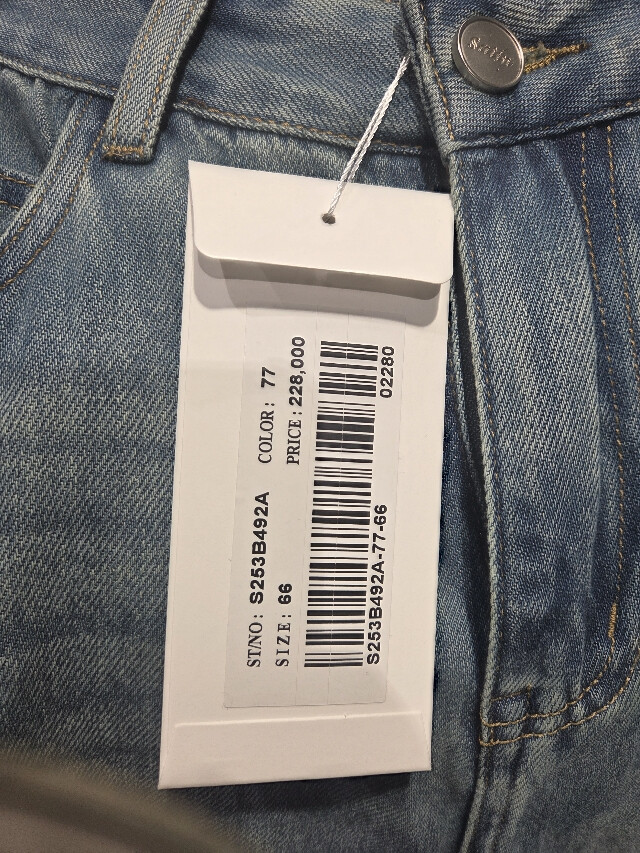 ST/NO: S253B492A COLOR: 77
SIZE: 66 PRICE: 228,000
S253B492A-77-66 02280